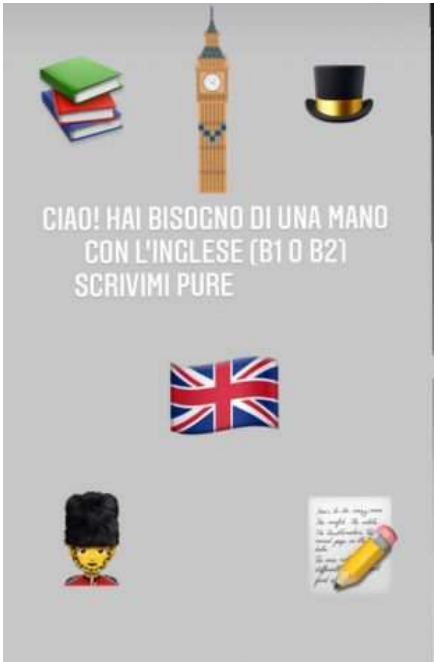 CIAO! HAI BISOGNO DI UNA MANO
CON L'INGLESE (B1 O B2)
SCRIVIMI PURE